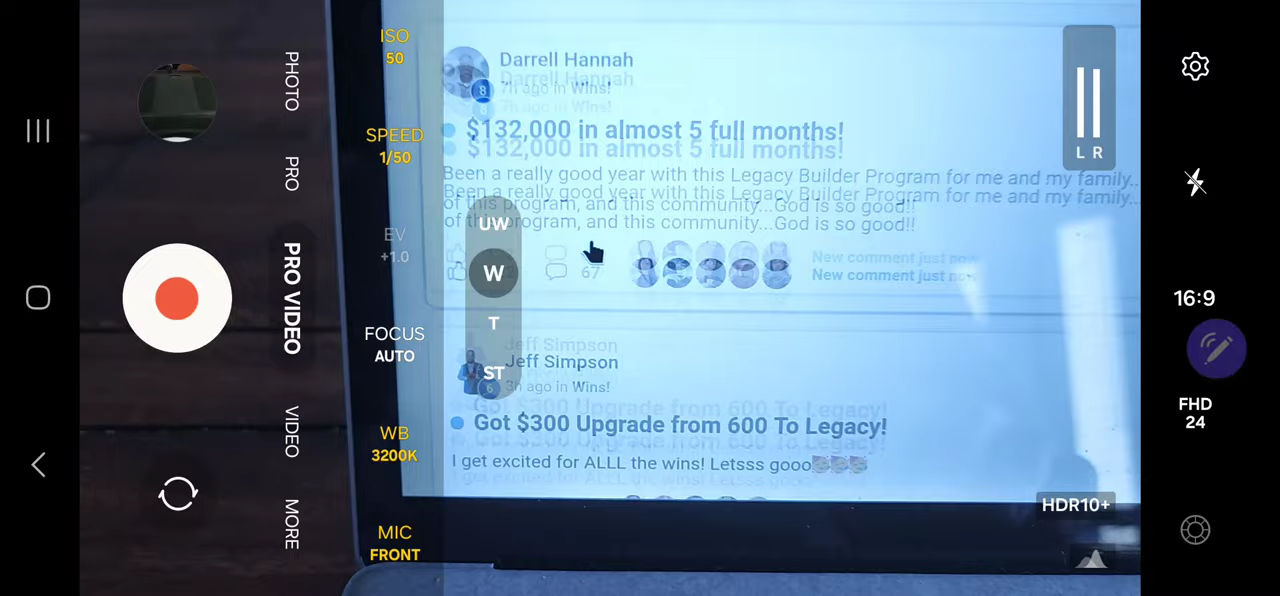 PHOTO
PRO
PRO VIDEO
VIDEO
MORE
ISO
50
SPEED
1/50
EV
+1.0
FOCUS
AUTO
WB
3200K
MIC
FRONT
UW
W
T
ST
Darrell Hannah
8
7h ago in Wins!
$132,000 in almost 5 full months!
Been a really good year with this Legacy Builder Program for me and my family..
of this program, and this community...God is so good!!
67
New comment just now
Jeff Simpson
6
3h ago in Wins!
Got $300 Upgrade from 600 To Legacy!
I get excited for ALLL the wins! Letsss gooo🥳🥳🥳
L R
16:9
FHD
24
HDR10+